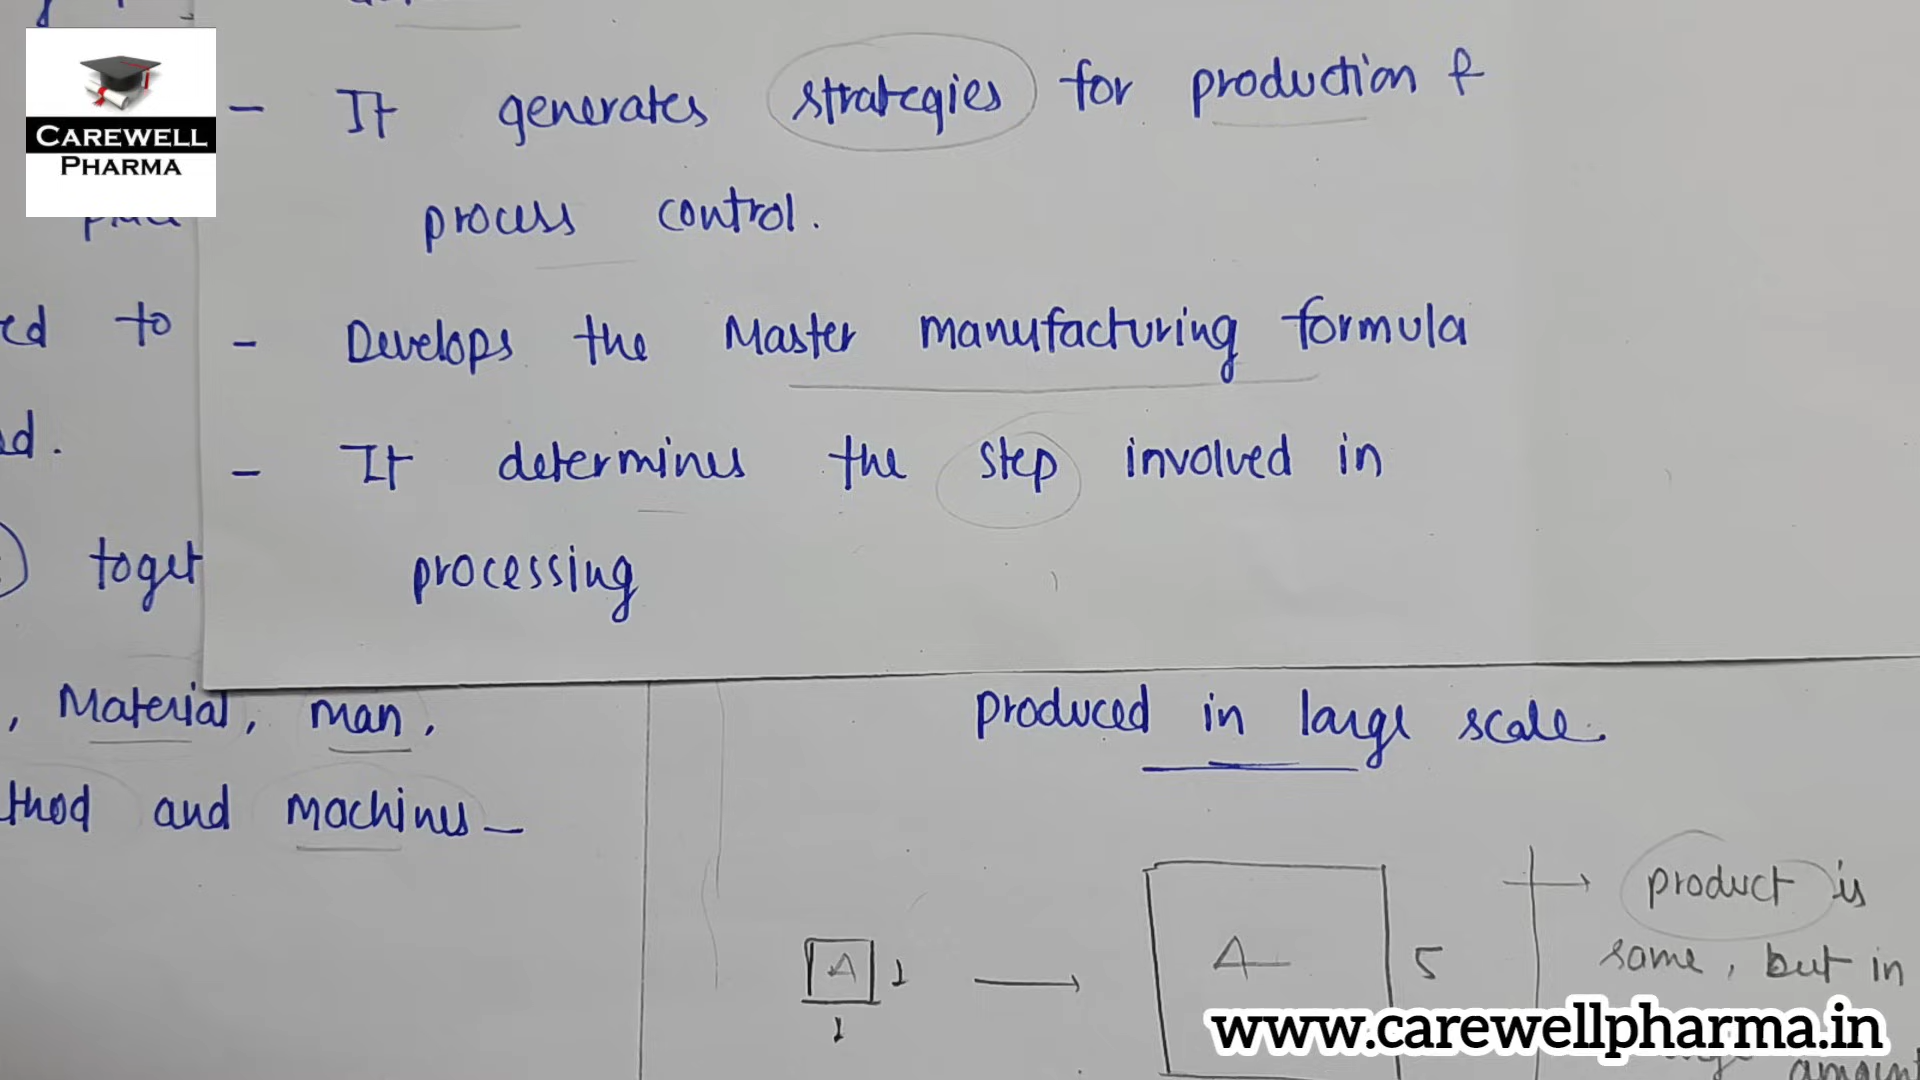 CAREWELL
PHARMA
- It generates strategies for production &
process control.
- Develops the Master manufacturing formula
- It determines the step involved in
processing
ed to
d.
toget
, Material, man,
thod and machines -
produced in large scale.
A 1
1
A 5
product is
same, but in
www.carewellpharma.in